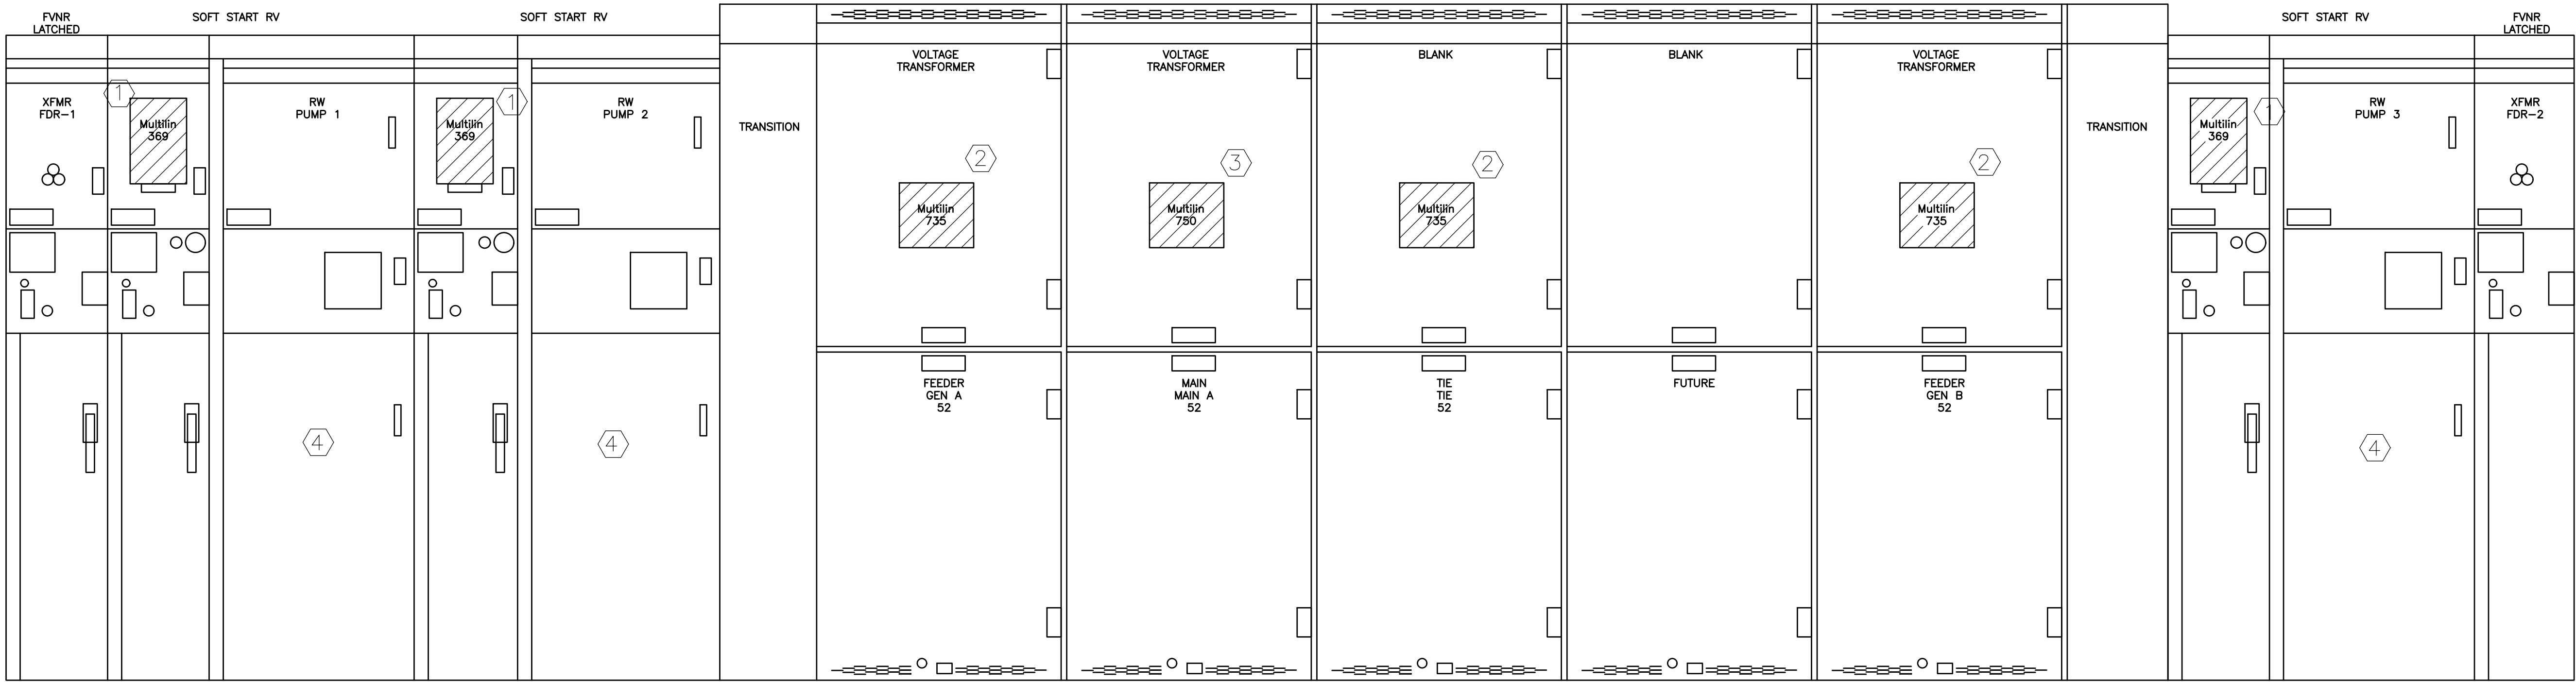 FVNR
LATCHED
SOFT START RV
SOFT START RV
SOFT START RV
FVNR
LATCHED
XFMR
FDR-1
1
Multilin
369
RW
PUMP 1
1
Multilin
369
RW
PUMP 2
TRANSITION
VOLTAGE
TRANSFORMER
2
Multilin
735
VOLTAGE
TRANSFORMER
3
Multilin
750
BLANK
2
Multilin
735
BLANK
VOLTAGE
TRANSFORMER
2
Multilin
735
TRANSITION
1
Multilin
369
RW
PUMP 3
XFMR
FDR-2
4
4
FEEDER
GEN A
52
MAIN
MAIN A
52
TIE
TIE
52
FUTURE
FEEDER
GEN B
52
4